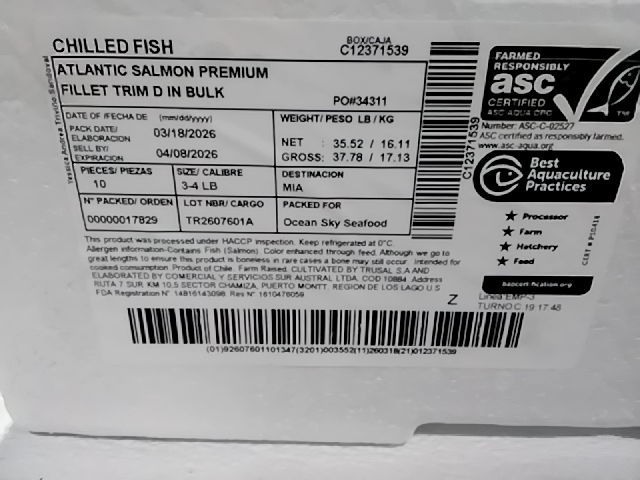 CHILLED FISH
BOX/CAJA
C12371539
ATLANTIC SALMON PREMIUM
FILLET TRIM D IN BULK
PO#34311
DATE OF /FECHA DE (mm/dd/yyyy)
PACK DATE/
ELABORACION
03/18/2026
SELL BY/
EXPIRACION
04/08/2026
WEIGHT/ PESO LB / KG
NET : 35.52 / 16.11
GROSS: 37.78 / 17.13
PIECES/ PIEZAS
10
SIZE/ CALIBRE
3-4 LB
DESTINACION
MIA
N° PACKED/ ORDEN
00000017829
LOT NBR/ CARGO
TR2607601A
PACKED FOR
Ocean Sky Seafood
This product was processed under HACCP inspection. Keep refrigerated at 0°C.
Allergen information-Contains Fish (Salmon). Color enhanced through feed. Although we go to
great lengths to ensure this product is boneless in rare cases a bone may still occur. Intended for
cooked consumption. Product of Chile. Farm Raised. CULTIVATED BY TRUSAL S.A AND
ELABORATED BY COMERCIAL Y SERVICIOS SUR AUSTRAL LTDA. COD 10884. Address
RUTA 7 SUR KM 10,5 SECTOR CHAMIZA, PUERTO MONTT. REGION DE LOS LAGO U.S
FDA Registration N° 14816143098 Res N° 1610476059
Z
Linea EMP-3
TURNO C 19:17:48
(01)92607601101347(3201)003552(11)260318(21)012371539
Yessica Andrea Trivino Sandoval
C12371539
FARMED
RESPONSIBLY
asc
CERTIFIED
ASC-AQUA.ORG
TM
Number: ASC-C-02527
ASC certified as responsibly farmed.
www.asc-aqua.org
Best
Aquaculture
Practices
Processor
Farm
Hatchery
Feed
bapcertification.org